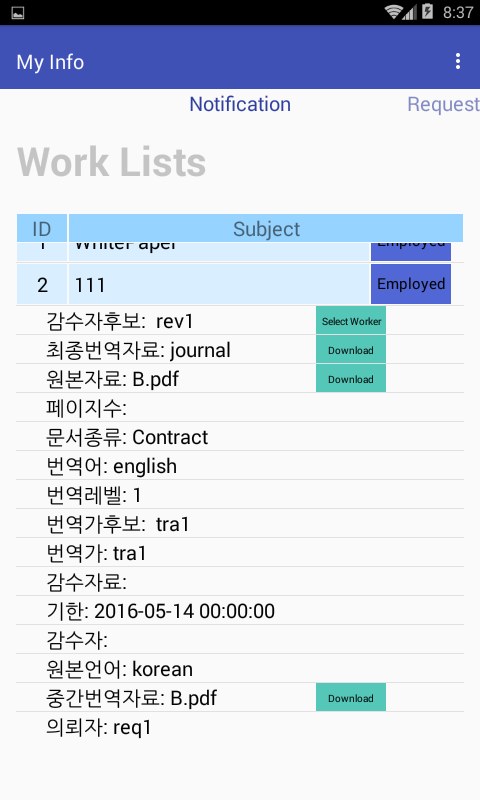 8:37
My Info
Notification Request
Work Lists
ID Subject
1 WhitePaper Employed
2 111 Employed
감수자후보: rev1 Select Worker
최종번역자료: journal Download
원본자료: B.pdf Download
페이지수:
문서종류: Contract
번역어: english
번역레벨: 1
번역가후보: tra1
번역가: tra1
감수자료:
기한: 2016-05-14 00:00:00
감수자:
원본언어: korean
중간번역자료: B.pdf Download
의뢰자: req1